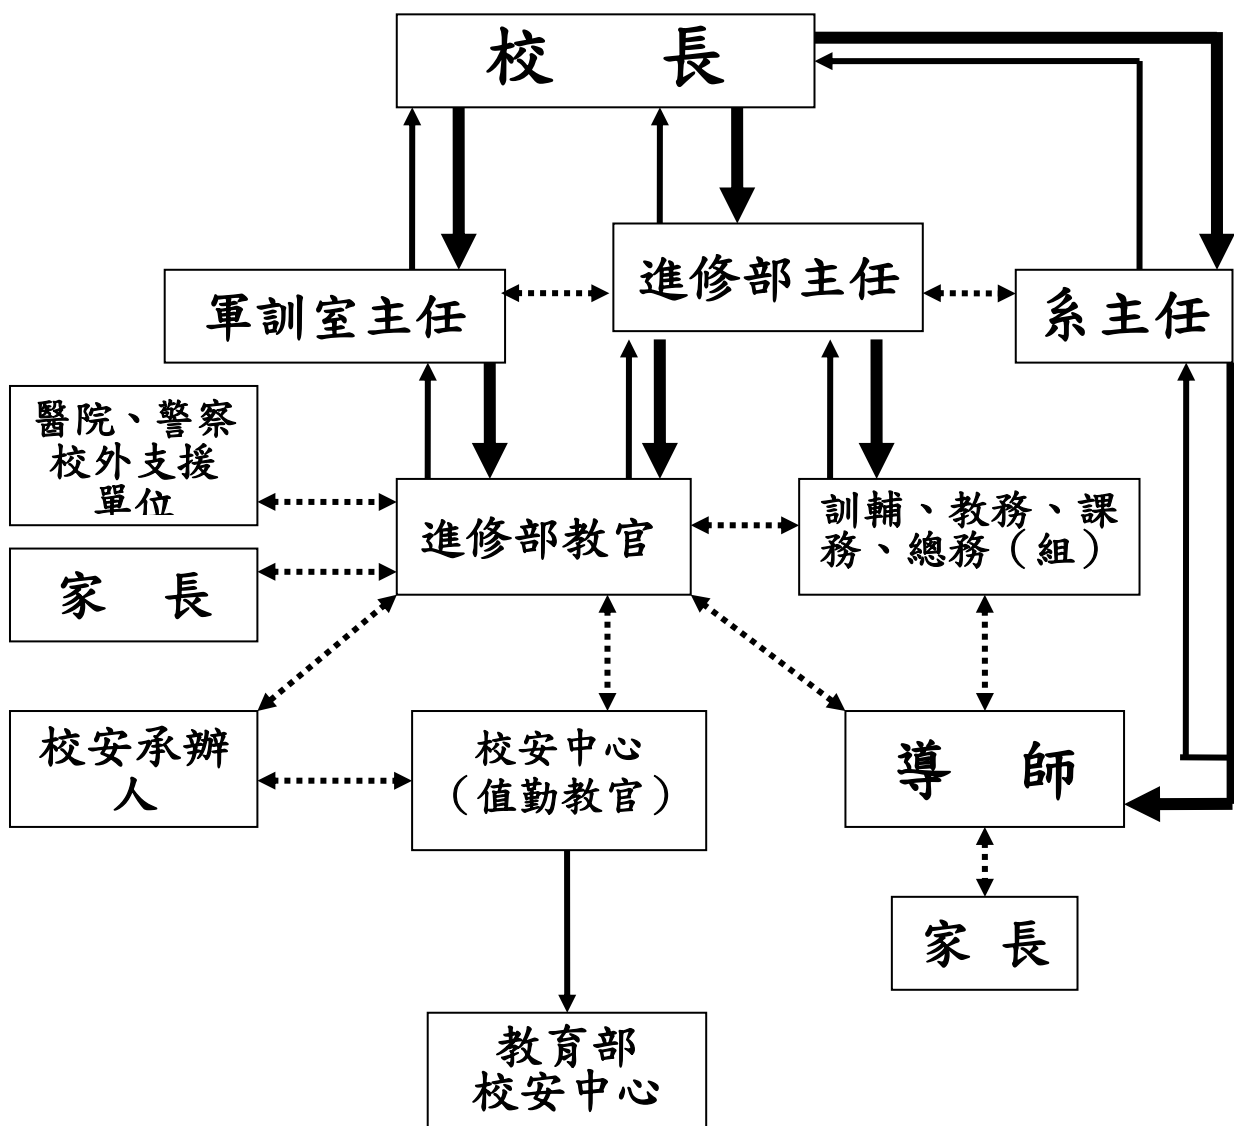 校 長
進修部主任
軍訓室主任
系主任
醫院、警察
校外支援
單位
進修部教官
訓輔、教務、課
務、總務（組）
家 長
校安承辦
人
校安中心
（值勤教官）
導 師
家 長
教育部
校安中心